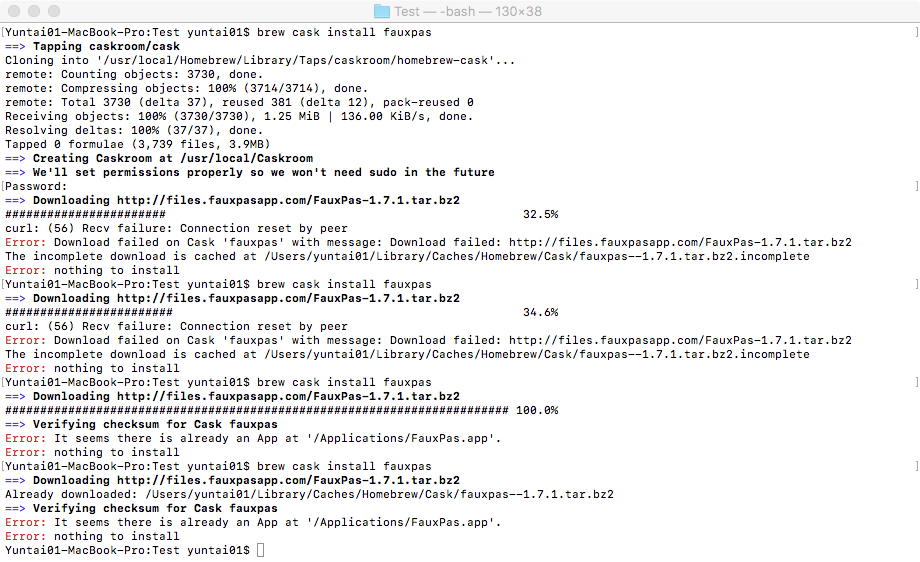 Test — -bash — 130×38
[Yuntai01-MacBook-Pro:Test yuntai01$ brew cask install fauxpas ]
==> Tapping caskroom/cask
Cloning into '/usr/local/Homebrew/Library/Taps/caskroom/homebrew-cask'...
remote: Counting objects: 3730, done.
remote: Compressing objects: 100% (3714/3714), done.
remote: Total 3730 (delta 37), reused 381 (delta 12), pack-reused 0
Receiving objects: 100% (3730/3730), 1.25 MiB | 136.00 KiB/s, done.
Resolving deltas: 100% (37/37), done.
Tapped 0 formulae (3,739 files, 3.9MB)
==> Creating Caskroom at /usr/local/Caskroom
==> We'll set permissions properly so we won't need sudo in the future
[Password: ]
==> Downloading http://files.fauxpasapp.com/FauxPas-1.7.1.tar.bz2
####################### 32.5%
curl: (56) Recv failure: Connection reset by peer
Error: Download failed on Cask 'fauxpas' with message: Download failed: http://files.fauxpasapp.com/FauxPas-1.7.1.tar.bz2
The incomplete download is cached at /Users/yuntai01/Library/Caches/Homebrew/Cask/fauxpas--1.7.1.tar.bz2.incomplete
Error: nothing to install
[Yuntai01-MacBook-Pro:Test yuntai01$ brew cask install fauxpas ]
==> Downloading http://files.fauxpasapp.com/FauxPas-1.7.1.tar.bz2
######################## 34.6%
curl: (56) Recv failure: Connection reset by peer
Error: Download failed on Cask 'fauxpas' with message: Download failed: http://files.fauxpasapp.com/FauxPas-1.7.1.tar.bz2
The incomplete download is cached at /Users/yuntai01/Library/Caches/Homebrew/Cask/fauxpas--1.7.1.tar.bz2.incomplete
Error: nothing to install
[Yuntai01-MacBook-Pro:Test yuntai01$ brew cask install fauxpas ]
==> Downloading http://files.fauxpasapp.com/FauxPas-1.7.1.tar.bz2
######################################################################## 100.0%
==> Verifying checksum for Cask fauxpas
Error: It seems there is already an App at '/Applications/FauxPas.app'.
Error: nothing to install
[Yuntai01-MacBook-Pro:Test yuntai01$ brew cask install fauxpas ]
==> Downloading http://files.fauxpasapp.com/FauxPas-1.7.1.tar.bz2
Already downloaded: /Users/yuntai01/Library/Caches/Homebrew/Cask/fauxpas--1.7.1.tar.bz2
==> Verifying checksum for Cask fauxpas
Error: It seems there is already an App at '/Applications/FauxPas.app'.
Error: nothing to install
Yuntai01-MacBook-Pro:Test yuntai01$